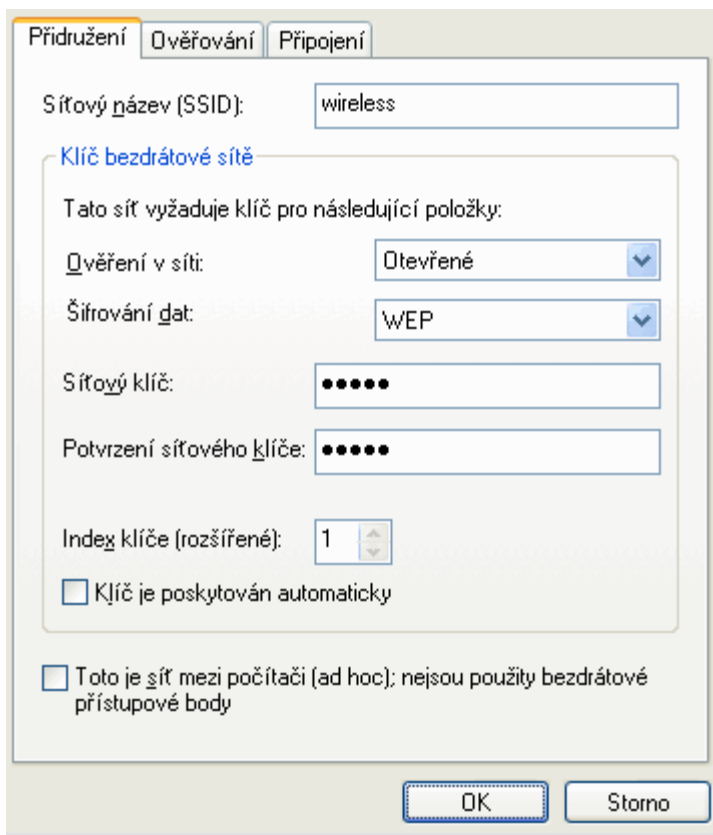 Přidružení Ověřování Připojení
Síťový název (SSID): wireless
Klíč bezdrátové sítě
Tato síť vyžaduje klíč pro následující položky:
Ověření v síti: Otevřené
Šifrování dat: WEP
Síťový klíč: •••••
Potvrzení síťového klíče: •••••
Index klíče (rozšířené): 1
Klíč je poskytován automaticky
Toto je síť mezi počítači (ad hoc); nejsou použity bezdrátové
přístupové body
OK Storno